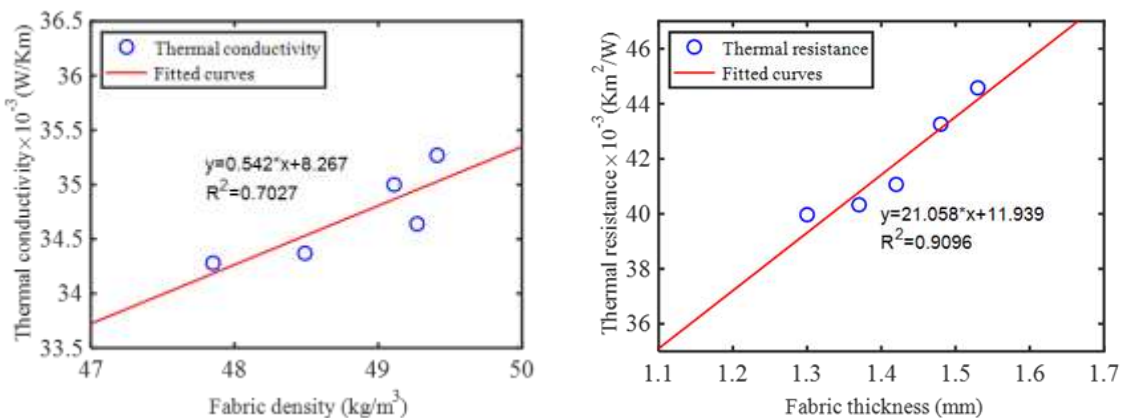 Thermal conductivity×10⁻³ (W/Km)
36.5
36
35.5
35
34.5
34
33.5
Thermal conductivity
Fitted curves
y=0.542*x+8.267
R²=0.7027
47 48 49 50
Fabric density (kg/m³)
Thermal resistance×10⁻³ (Km²/W)
46
44
42
40
38
36
Thermal resistance
Fitted curves
y=21.058*x+11.939
R²=0.9096
1.1 1.2 1.3 1.4 1.5 1.6 1.7
Fabric thickness (mm)